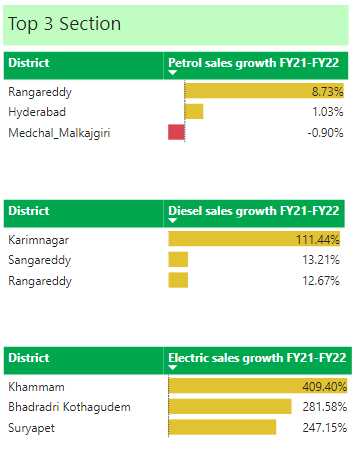 Top 3 Section
District Petrol sales growth FY21-FY22
Rangareddy 8.73%
Hyderabad 1.03%
Medchal_Malkajgiri -0.90%
District Diesel sales growth FY21-FY22
Karimnagar 111.44%
Sangareddy 13.21%
Rangareddy 12.67%
District Electric sales growth FY21-FY22
Khammam 409.40%
Bhadradri Kothagudem 281.58%
Suryapet 247.15%